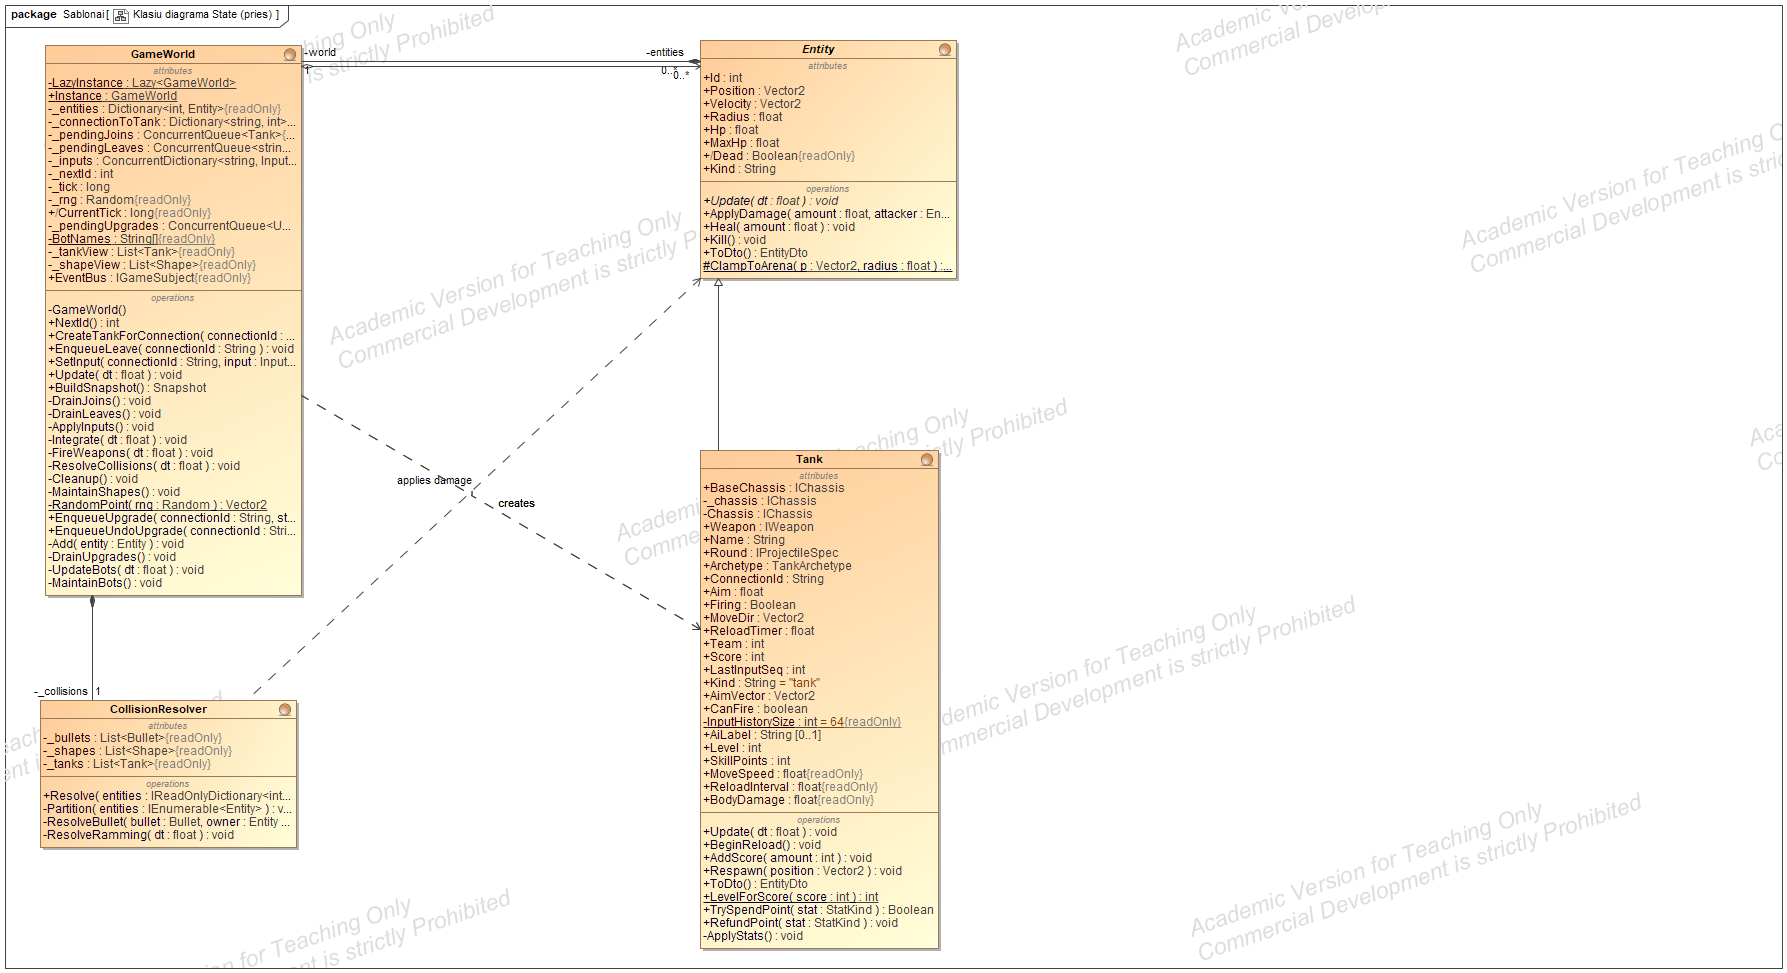 package Sablonai[ Klasiu diagrama State (pries) ]
GameWorld
attributes
-LazyInstance : Lazy<GameWorld>
+Instance : GameWorld
-_entities : Dictionary<int, Entity>{readOnly}
-_connectionToTank : Dictionary<string, int>...
-_pendingJoins : ConcurrentQueue<Tank>{...
-_pendingLeaves : ConcurrentQueue<strin...
-_inputs : ConcurrentDictionary<string, Input...
-_nextId : int
-_tick : long
-_rng : Random{readOnly}
+/CurrentTick : long{readOnly}
-_pendingUpgrades : ConcurrentQueue<U...
-BotNames : String[]{readOnly}
-_tankView : List<Tank>{readOnly}
-_shapeView : List<Shape>{readOnly}
+EventBus : IGameSubject{readOnly}
operations
-GameWorld()
+NextId() : int
+CreateTankForConnection( connectionId : ...
+EnqueueLeave( connectionId : String ) : void
+SetInput( connectionId : String, input : Input...
+Update( dt : float ) : void
+BuildSnapshot() : Snapshot
-DrainJoins() : void
-DrainLeaves() : void
-ApplyInputs() : void
-Integrate( dt : float ) : void
-FireWeapons( dt : float ) : void
-ResolveCollisions( dt : float ) : void
-Cleanup() : void
-MaintainShapes() : void
-RandomPoint( rng : Random ) : Vector2
+EnqueueUpgrade( connectionId : String, st...
+EnqueueUndoUpgrade( connectionId : Stri...
-Add( entity : Entity ) : void
-DrainUpgrades() : void
-UpdateBots( dt : float ) : void
-MaintainBots() : void
-world
1
-entities
0..*
0..*
Entity
attributes
+Id : int
+Position : Vector2
+Velocity : Vector2
+Radius : float
+Hp : float
+MaxHp : float
+/Dead : Boolean{readOnly}
+Kind : String
operations
+Update( dt : float ) : void
+ApplyDamage( amount : float, attacker : En...
+Heal( amount : float ) : void
+Kill() : void
+ToDto() : EntityDto
#ClampToArena( p : Vector2, radius : float ) :...
applies damage
creates
Tank
attributes
+BaseChassis : IChassis
-_chassis : IChassis
-Chassis : IChassis
+Weapon : IWeapon
+Name : String
+Round : IProjectileSpec
+Archetype : TankArchetype
+ConnectionId : String
+Aim : float
+Firing : Boolean
+MoveDir : Vector2
+ReloadTimer : float
+Team : int
+Score : int
+LastInputSeq : int
+Kind : String = "tank"
+AimVector : Vector2
+CanFire : boolean
-InputHistorySize : int = 64{readOnly}
+AiLabel : String [0..1]
+Level : int
+SkillPoints : int
+MoveSpeed : float{readOnly}
+ReloadInterval : float{readOnly}
+BodyDamage : float{readOnly}
operations
+Update( dt : float ) : void
+BeginReload() : void
+AddScore( amount : int ) : void
+Respawn( position : Vector2 ) : void
+ToDto() : EntityDto
+LevelForScore( score : int ) : int
+TrySpendPoint( stat : StatKind ) : Boolean
+RefundPoint( stat : StatKind ) : void
-ApplyStats() : void
-_collisions 1
CollisionResolver
attributes
-_bullets : List<Bullet>{readOnly}
-_shapes : List<Shape>{readOnly}
-_tanks : List<Tank>{readOnly}
operations
+Resolve( entities : IReadOnlyDictionary<int...
-Partition( entities : IEnumerable<Entity> ) : v...
-ResolveBullet( bullet : Bullet, owner : Entity ...
-ResolveRamming( dt : float ) : void
Academic Version for Teaching Only
Commercial Development is strictly Prohibited